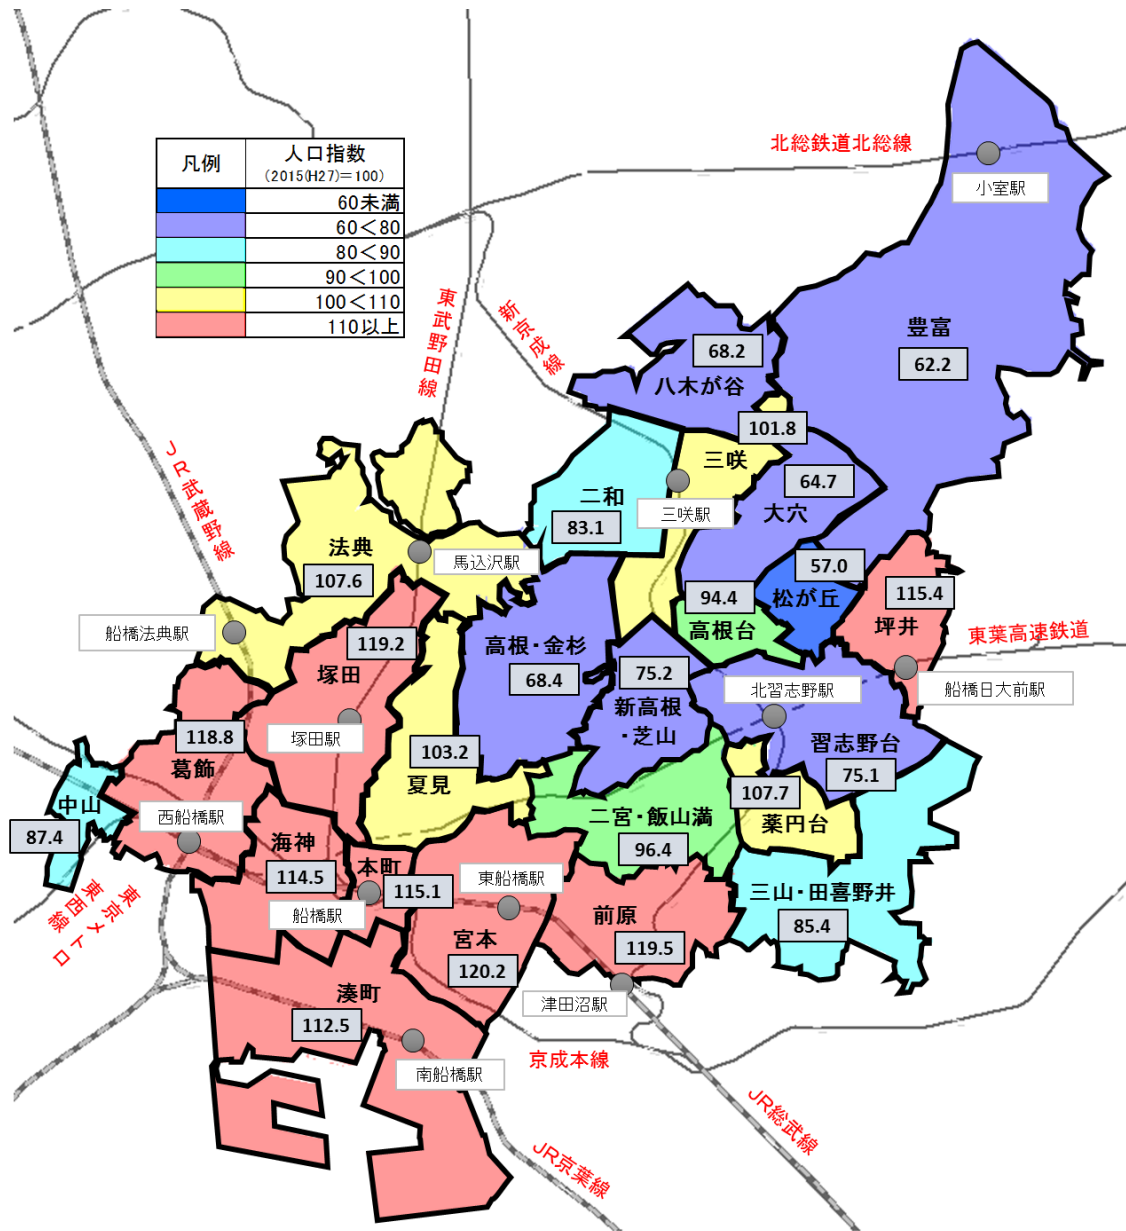 凡例
人口指数
(2015(H27)=100)
60未満
60<80
80<90
90<100
100<110
110以上
北総鉄道北総線
小室駅
東武野田線
新京成線
豊富
62.2
68.2
八木が谷
101.8
三咲
JR武蔵野線
二和
83.1
三咲駅
64.7
大穴
法典
107.6
馬込沢駅
57.0
松が丘
94.4
高根台
115.4
坪井
東葉高速鉄道
船橋法典駅
119.2
塚田
高根・金杉
68.4
75.2
新高根
・芝山
北習志野駅
船橋日大前駅
118.8
葛飾
塚田駅
103.2
夏見
習志野台
75.1
中山
87.4
西船橋駅
107.7
薬円台
二宮・飯山満
96.4
海神
114.5
本町
115.1
東船橋駅
船橋駅
東京メトロ
東西線
三山・田喜野井
85.4
前原
119.5
宮本
120.2
湊町
112.5
津田沼駅
京成本線
南船橋駅
JR総武線
JR京葉線